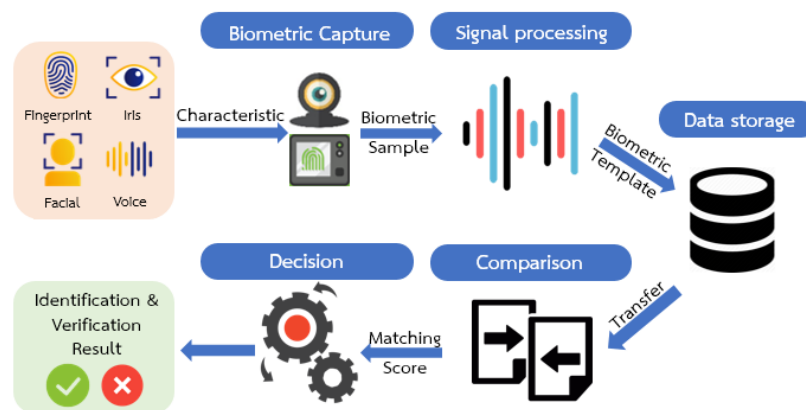 Biometric Capture
Signal processing
Fingerprint
Iris
Facial
Voice
Characteristic
Biometric
Sample
Biometric
Template
Data storage
Transfer
Comparison
Matching
Score
Decision
Identification &
Verification
Result